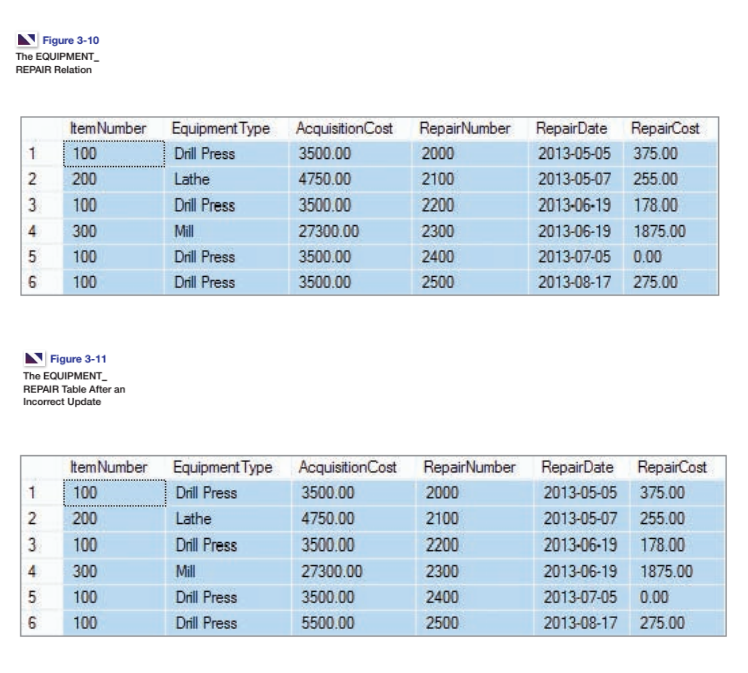 Figure 3-10
The EQUIPMENT_
REPAIR Relation
ItemNumber EquipmentType AcquisitionCost RepairNumber RepairDate RepairCost
1 100 Drill Press 3500.00 2000 2013-05-05 375.00
2 200 Lathe 4750.00 2100 2013-05-07 255.00
3 100 Drill Press 3500.00 2200 2013-06-19 178.00
4 300 Mill 27300.00 2300 2013-06-19 1875.00
5 100 Drill Press 3500.00 2400 2013-07-05 0.00
6 100 Drill Press 3500.00 2500 2013-08-17 275.00
Figure 3-11
The EQUIPMENT_
REPAIR Table After an
Incorrect Update
ItemNumber EquipmentType AcquisitionCost RepairNumber RepairDate RepairCost
1 100 Drill Press 3500.00 2000 2013-05-05 375.00
2 200 Lathe 4750.00 2100 2013-05-07 255.00
3 100 Drill Press 3500.00 2200 2013-06-19 178.00
4 300 Mill 27300.00 2300 2013-06-19 1875.00
5 100 Drill Press 3500.00 2400 2013-07-05 0.00
6 100 Drill Press 5500.00 2500 2013-08-17 275.00